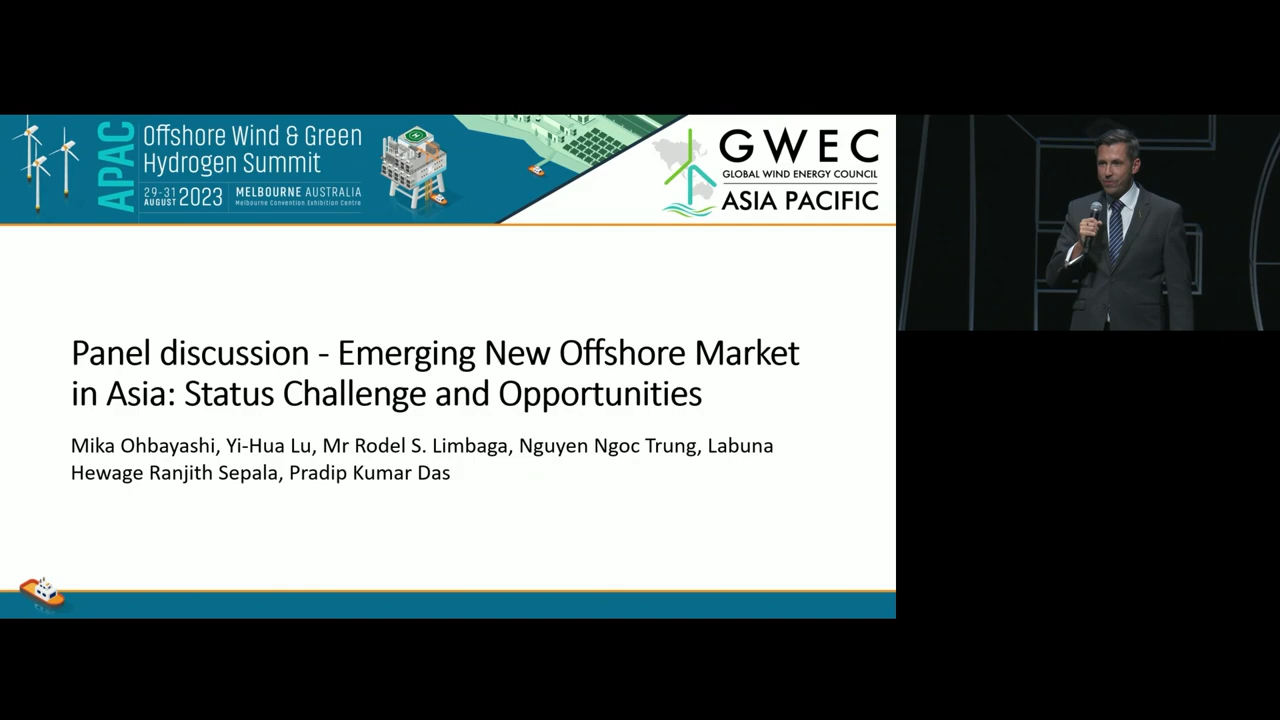 APAC
Offshore Wind & Green
Hydrogen Summit
29-31
AUGUST
2023
MELBOURNE AUSTRALIA
Melbourne Convention Exhibition Centre
GWEC
GLOBAL WIND ENERGY COUNCIL
ASIA PACIFIC
Panel discussion - Emerging New Offshore Market
in Asia: Status Challenge and Opportunities
Mika Ohbayashi, Yi-Hua Lu, Mr Rodel S. Limbaga, Nguyen Ngoc Trung, Labuna
Hewage Ranjith Sepala, Pradip Kumar Das